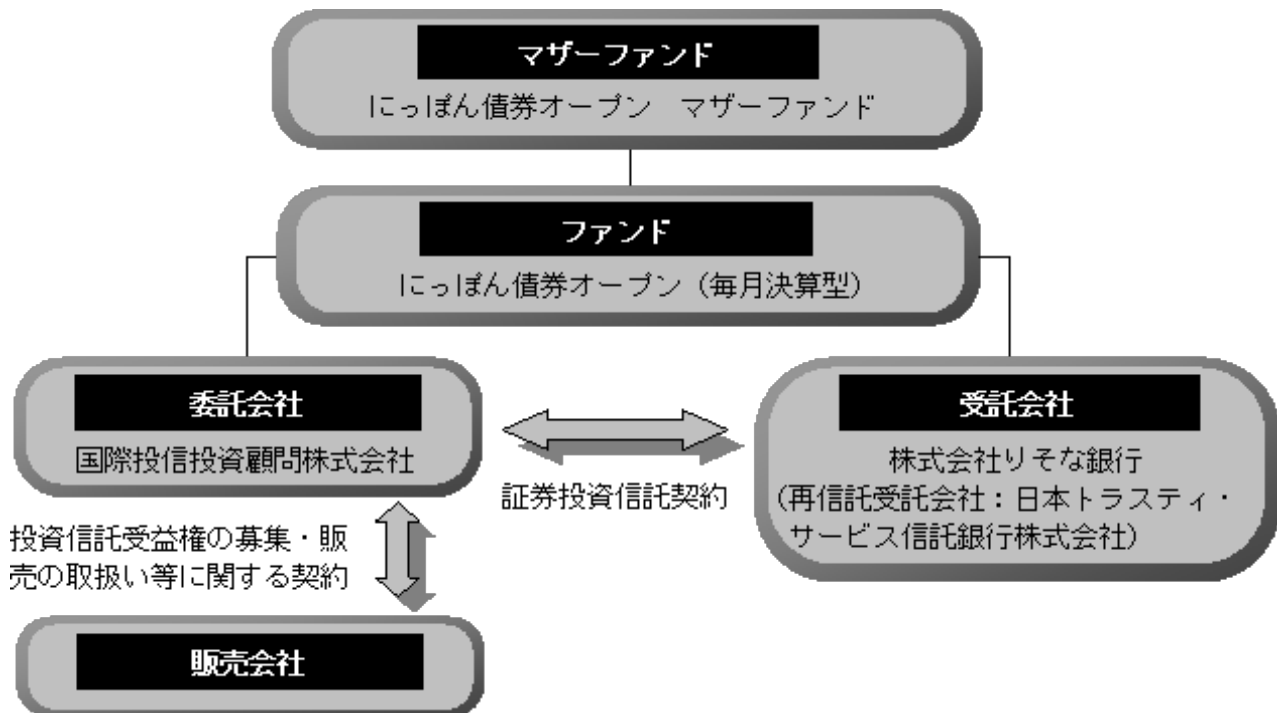 マザーファンド
にっぽん債券オープン　マザーファンド
ファンド
にっぽん債券オープン（毎月決算型）
委託会社
国際投信投資顧問株式会社
証券投資信託契約
受託会社
株式会社りそな銀行
（再信託受託会社：日本トラスティ・
サービス信託銀行株式会社）
投資信託受益権の募集・販
売の取扱い等に関する契約
販売会社